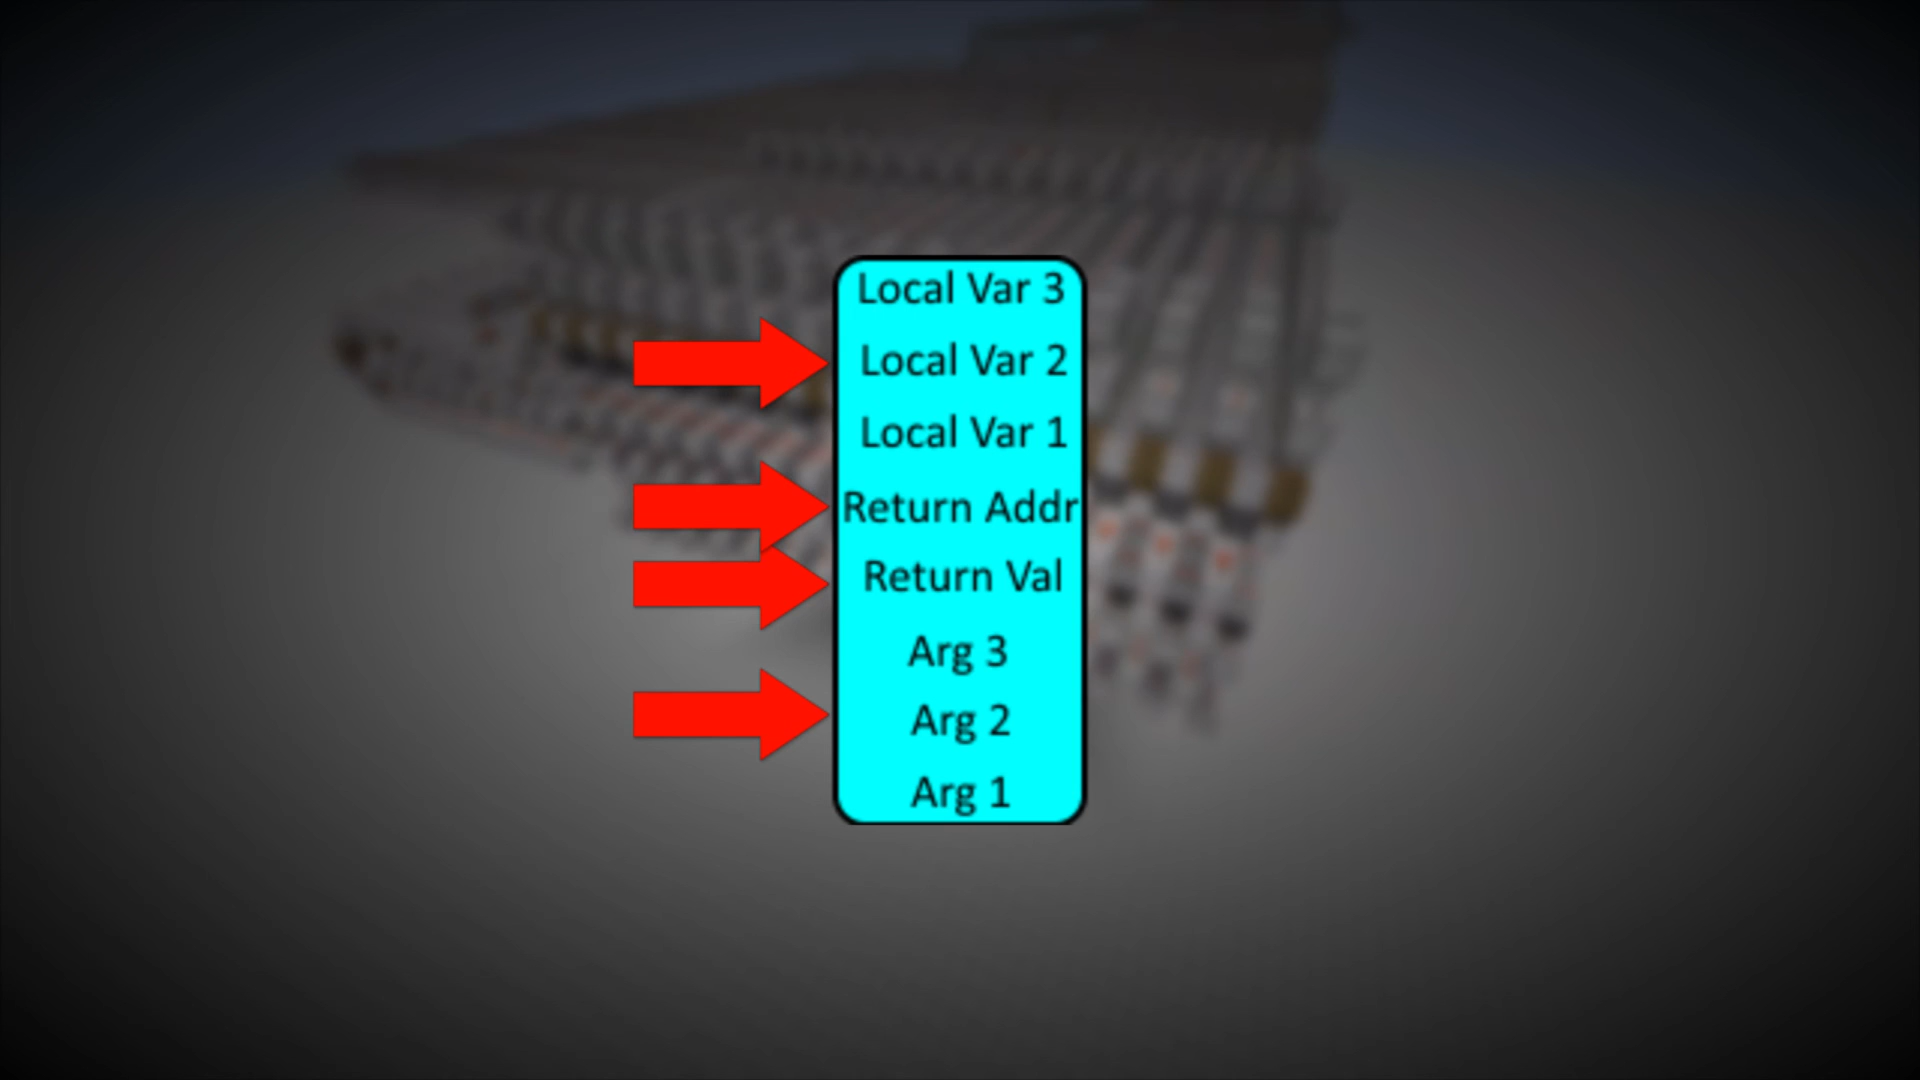 Local Var 3
Local Var 2
Local Var 1
Return Addr
Return Val
Arg 3
Arg 2
Arg 1